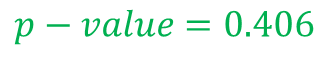 p − value = 0.406